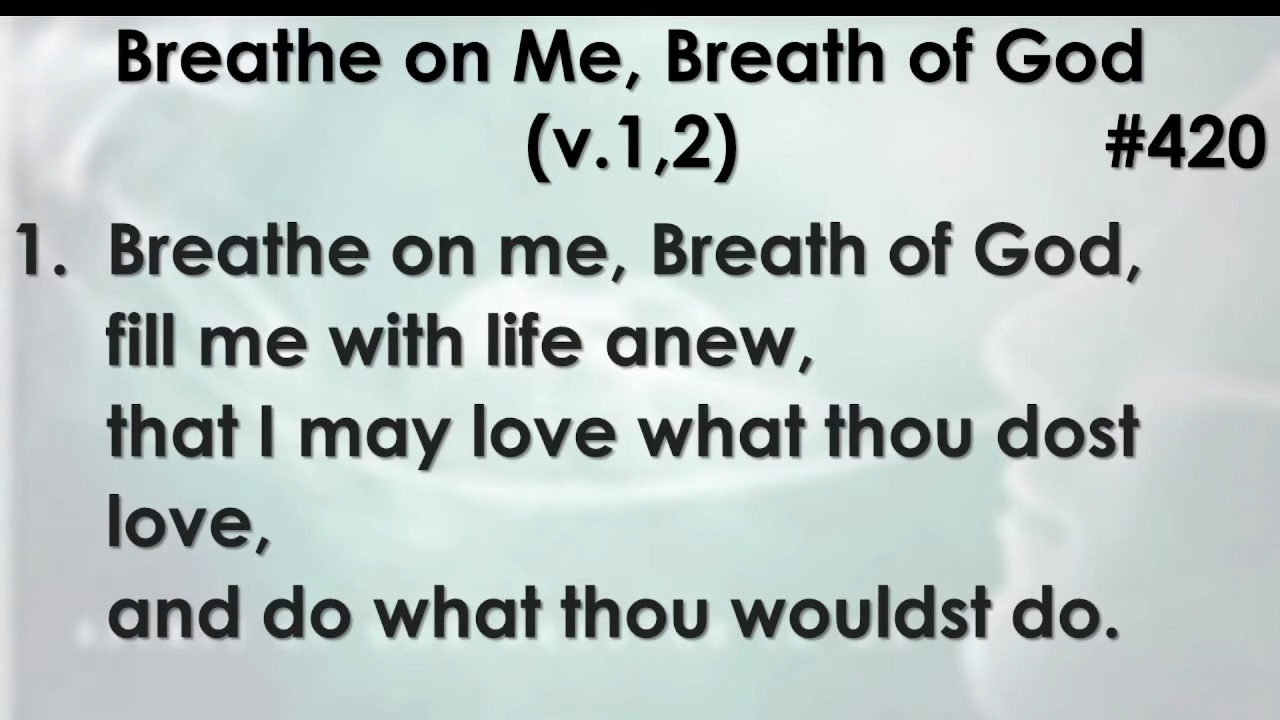 Breathe on Me, Breath of God
(v.1,2) #420
1. Breathe on me, Breath of God,
fill me with life anew,
that I may love what thou dost
love,
and do what thou wouldst do.